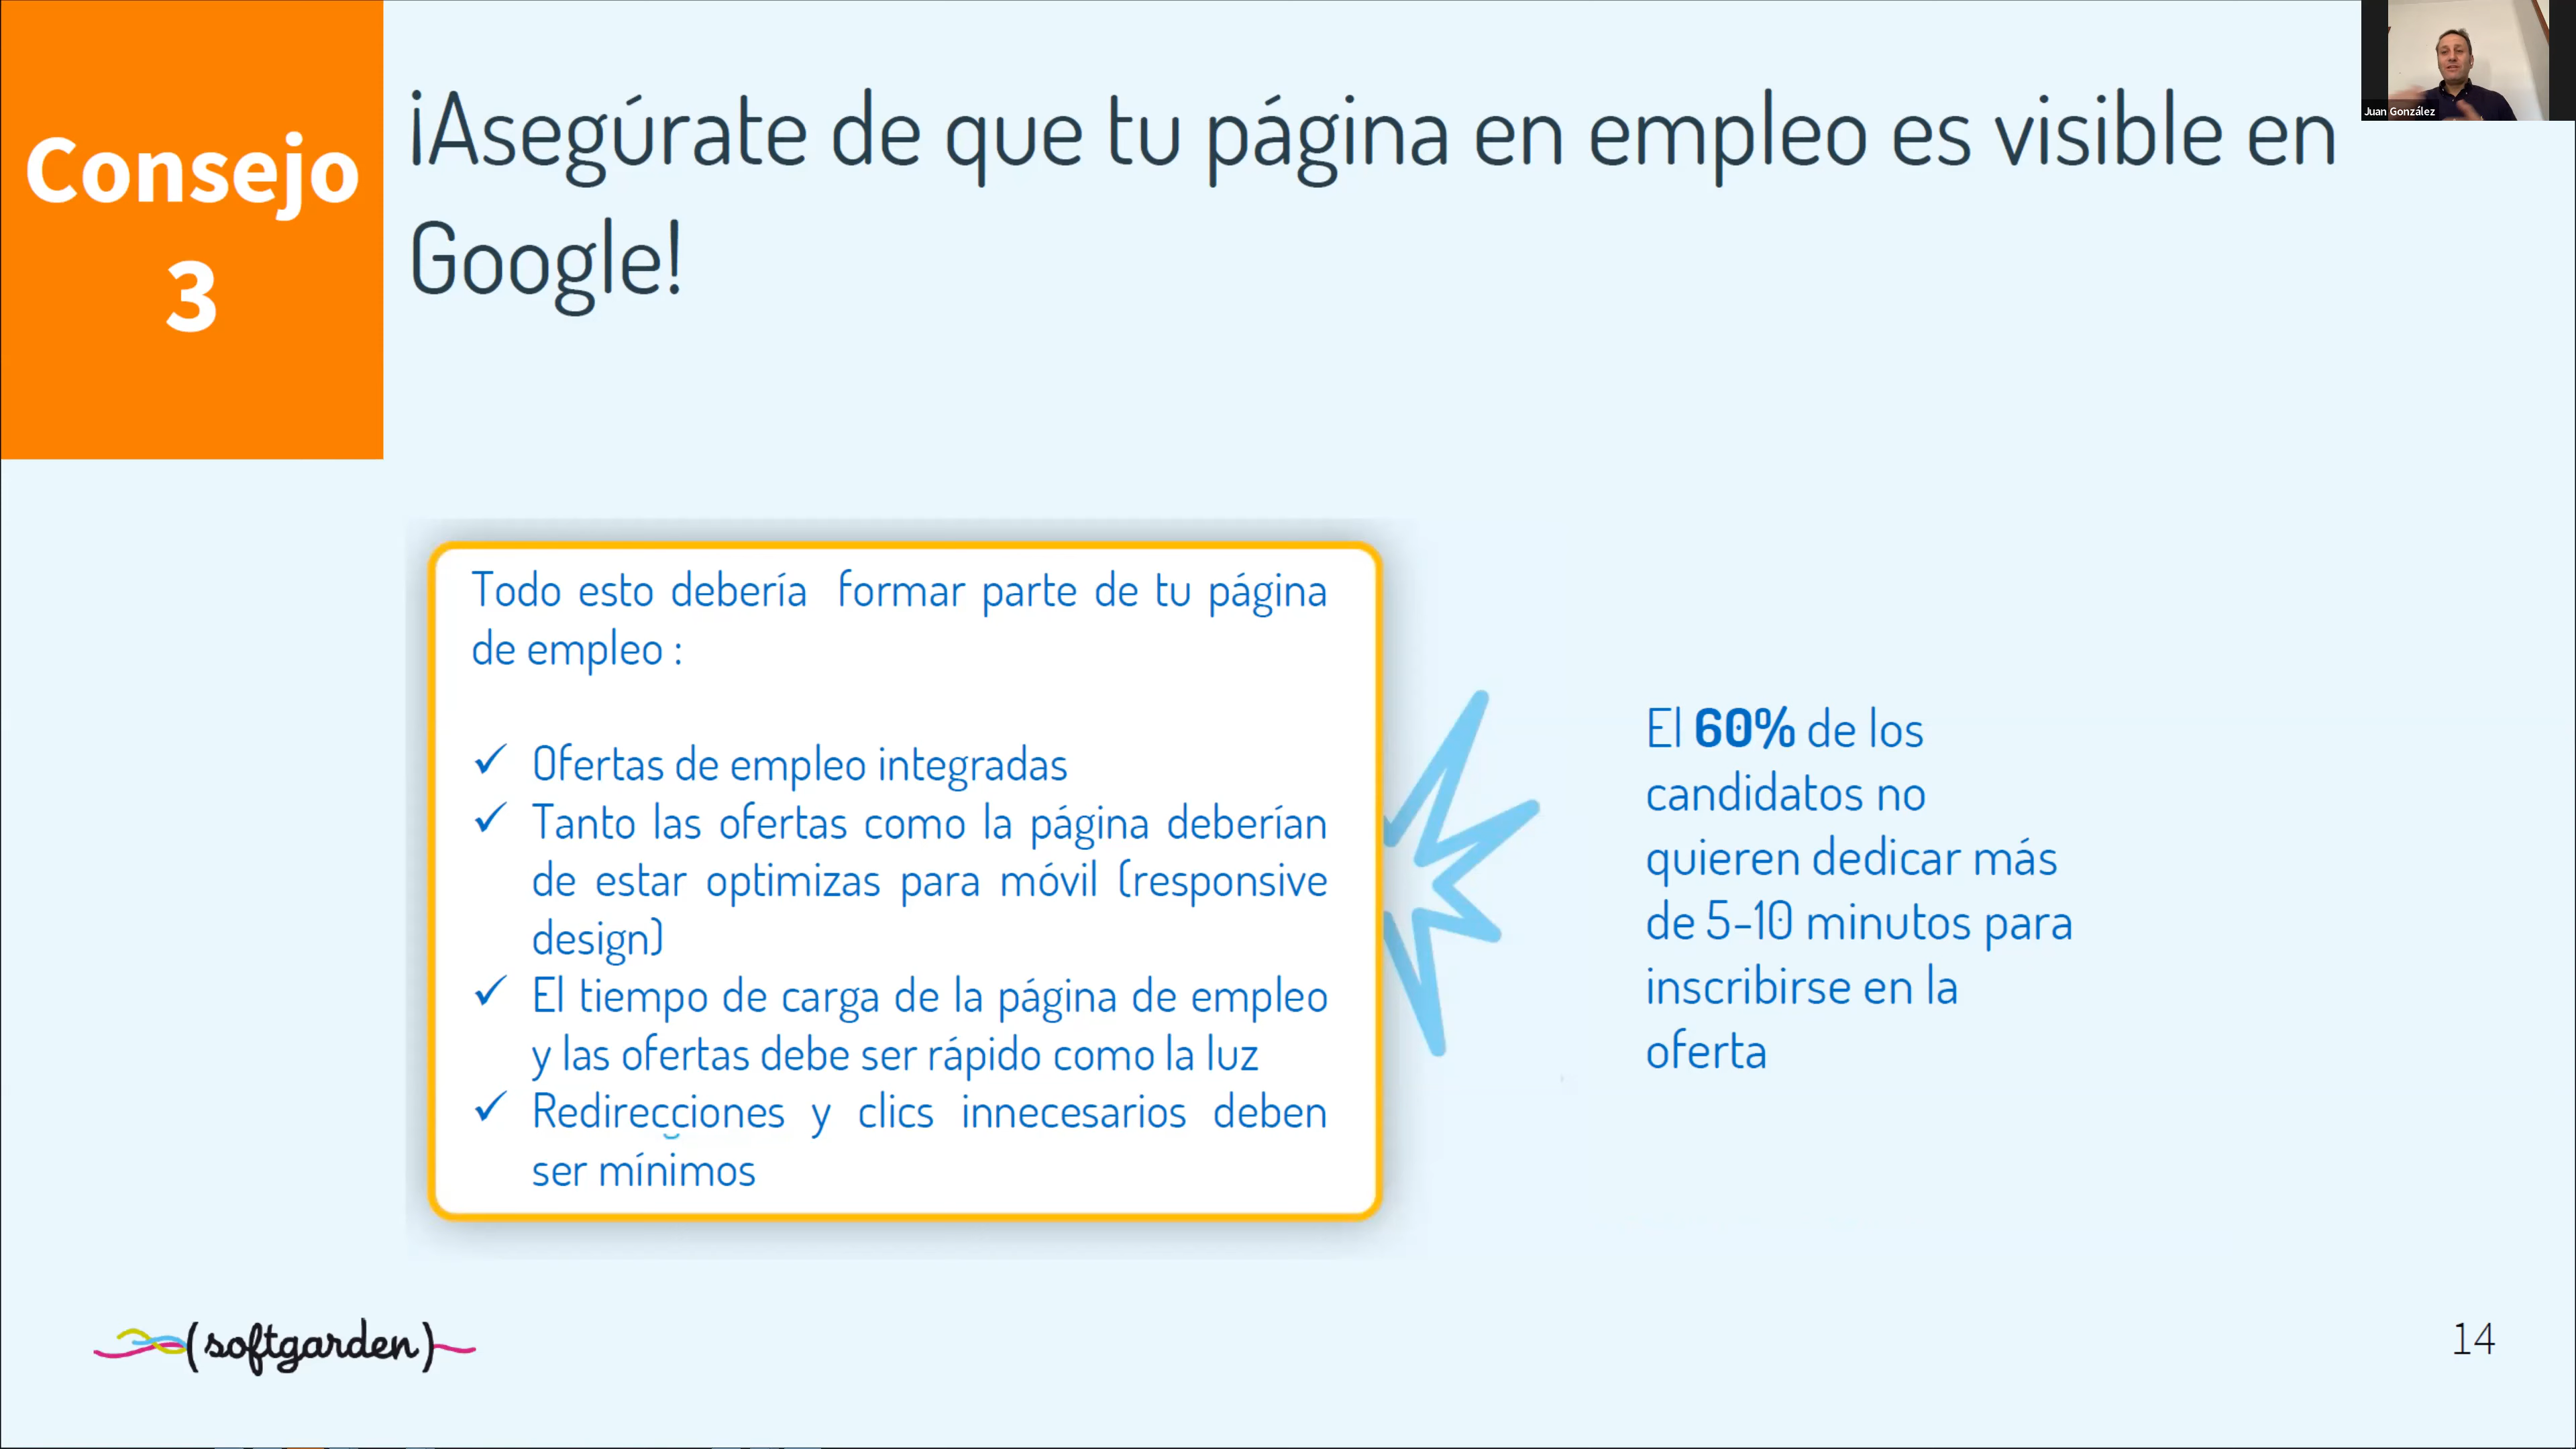 Consejo
3
¡Asegúrate de que tu página en empleo es visible en
Google!
Juan González
Todo esto debería formar parte de tu página
de empleo :
✓ Ofertas de empleo integradas
✓ Tanto las ofertas como la página deberían
de estar optimizas para móvil (responsive
design)
✓ El tiempo de carga de la página de empleo
y las ofertas debe ser rápido como la luz
✓ Redirecciones y clics innecesarios deben
ser mínimos
El 60% de los
candidatos no
quieren dedicar más
de 5-10 minutos para
inscribirse en la
oferta
(softgarden)
14